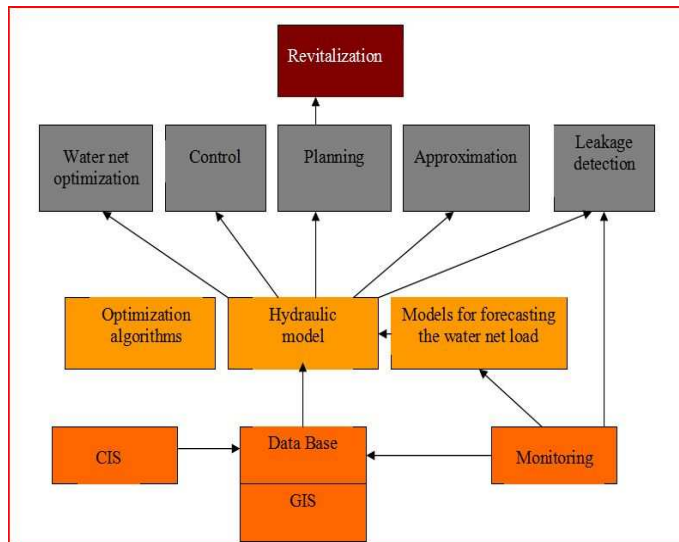 Revitalization
Water net
optimization
Control
Planning
Approximation
Leakage
detection
Optimization
algorithms
Hydraulic
model
Models for forecasting
the water net load
CIS
Data Base
GIS
Monitoring